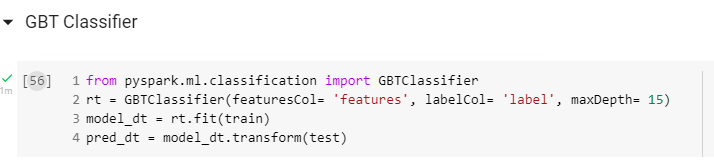 GBT Classifier
[56]
1m
1 from pyspark.ml.classification import GBTClassifier
2 rt = GBTClassifier(featuresCol= 'features', labelCol= 'label', maxDepth= 15)
3 model_dt = rt.fit(train)
4 pred_dt = model_dt.transform(test)